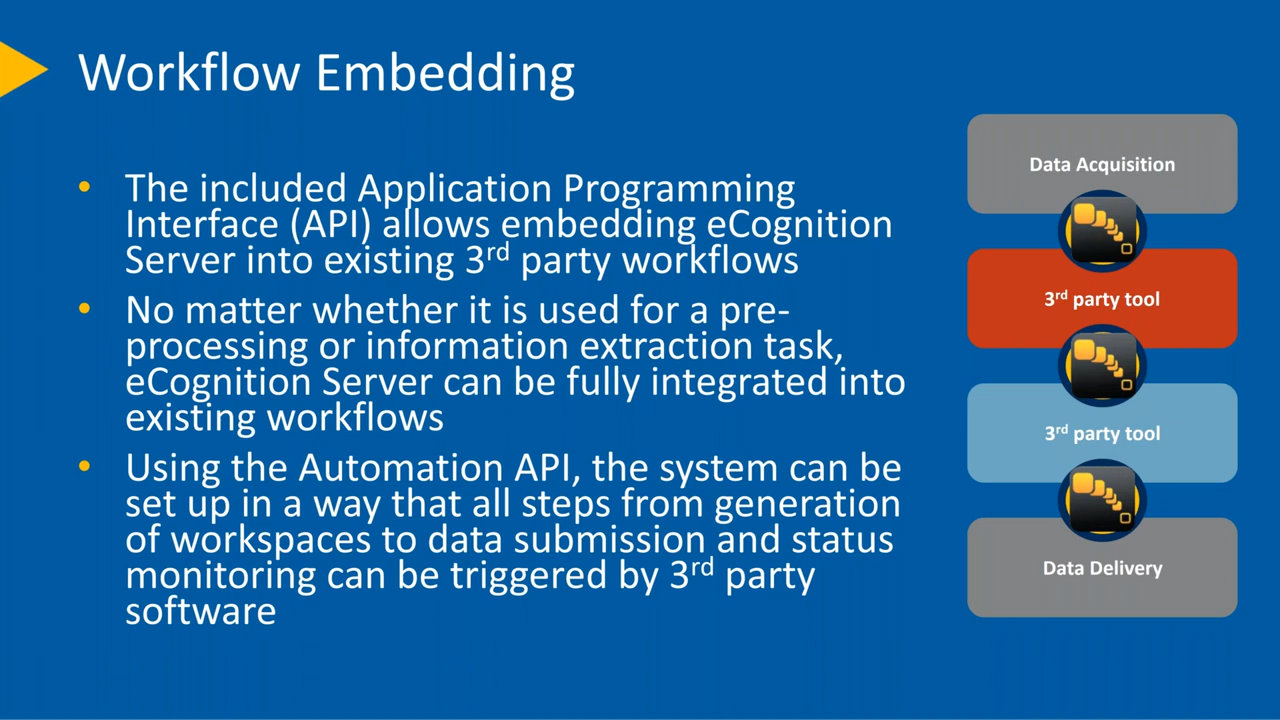 Workflow Embedding
• The included Application Programming
Interface (API) allows embedding eCognition
Server into existing 3rd party workflows
• No matter whether it is used for a pre-
processing or information extraction task,
eCognition Server can be fully integrated into
existing workflows
• Using the Automation API, the system can be
set up in a way that all steps from generation
of workspaces to data submission and status
monitoring can be triggered by 3rd party
software
Data Acquisition
3rd party tool
3rd party tool
Data Delivery